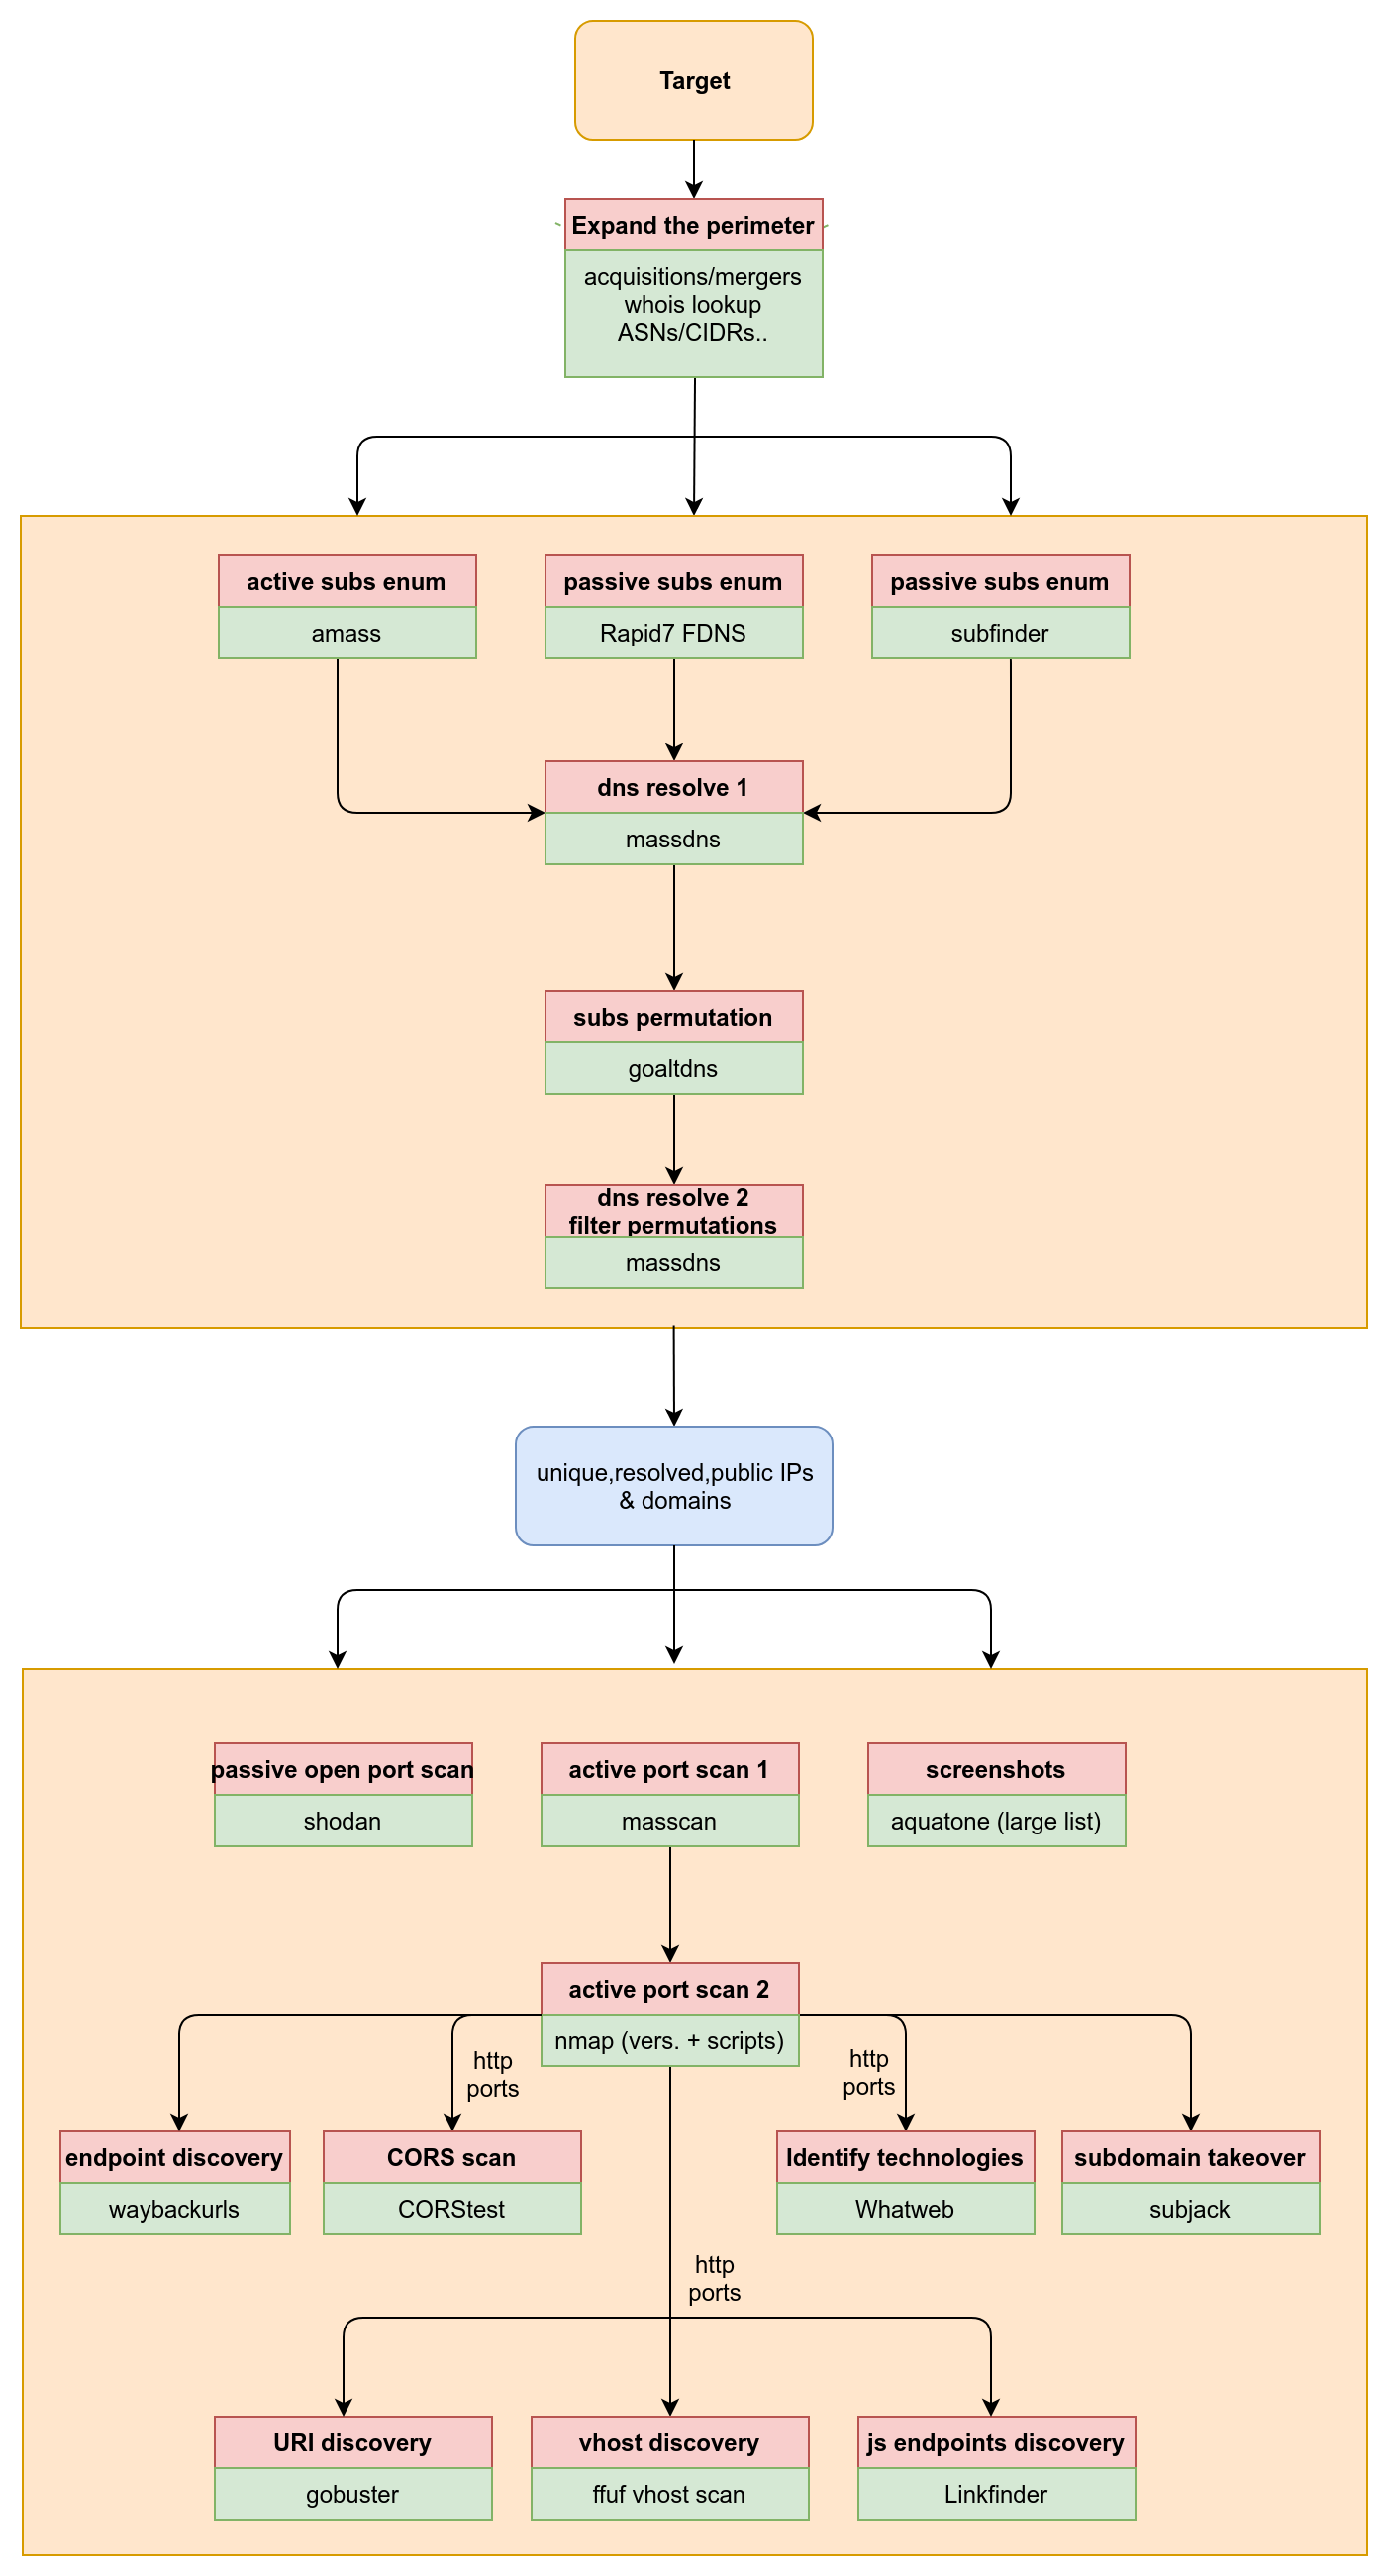 Target
Expand the perimeter
acquisitions/mergers
whois lookup
ASNs/CIDRs..
active subs enum
amass
passive subs enum
Rapid7 FDNS
passive subs enum
subfinder
dns resolve 1
massdns
subs permutation
goaltdns
dns resolve 2
filter permutations
massdns
unique,resolved,public IPs
& domains
passive open port scan
shodan
active port scan 1
masscan
screenshots
aquatone (large list)
active port scan 2
nmap (vers. + scripts)
http
ports
http
ports
endpoint discovery
waybackurls
CORS scan
CORStest
Identify technologies
Whatweb
subdomain takeover
subjack
http
ports
URI discovery
gobuster
vhost discovery
ffuf vhost scan
js endpoints discovery
Linkfinder